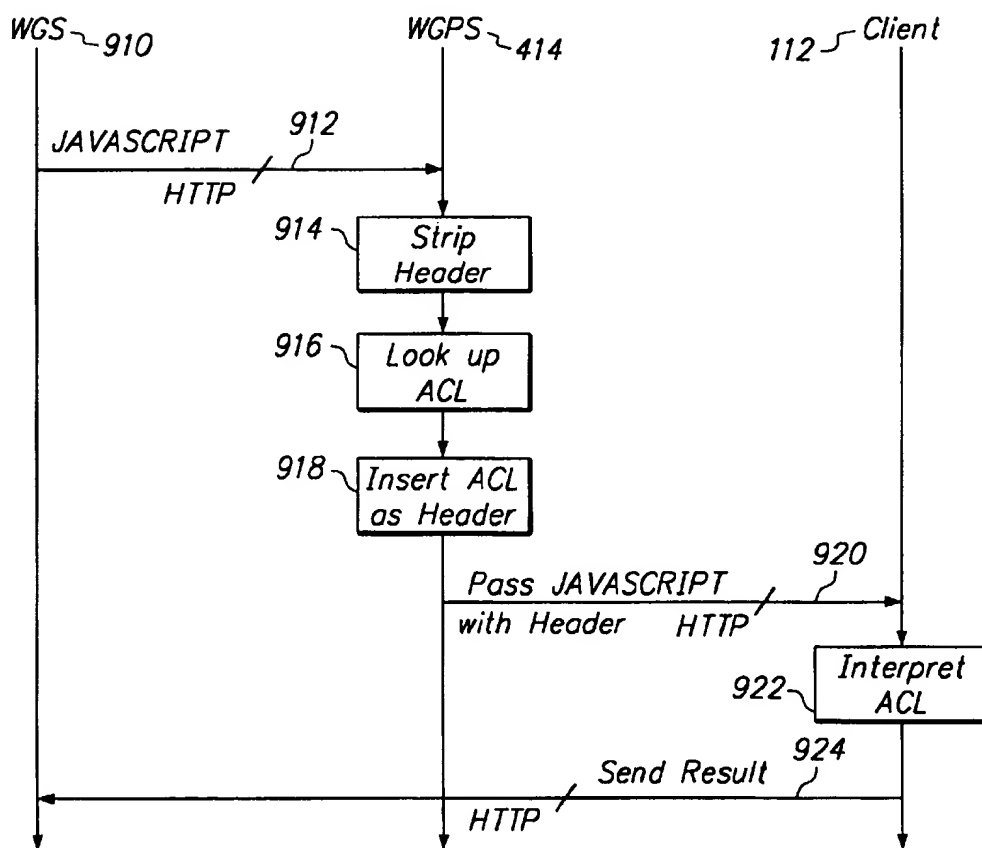 WGS 910
WGPS 414
112 Client
JAVASCRIPT 912
HTTP
914 Strip
Header
916 Look up
ACL
918 Insert ACL
as Header
Pass JAVASCRIPT 920
with Header HTTP
922 Interpret
ACL
Send Result 924
HTTP